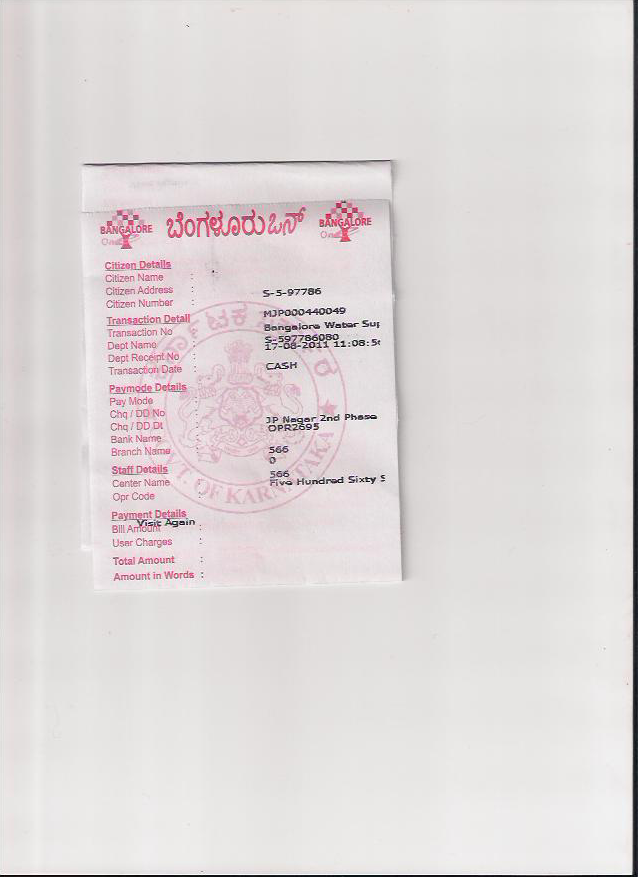 BANGALORE One ಬೆಂಗಳೂರು ಒನ್ BANGALORE One
Citizen Details
Citizen Name :
Citizen Address : S-5-97786
Citizen Number :
MJP000440049
Transaction Detail
Bangalore Water Sup
Transaction No
S-597786080
Dept Name
17-08-2011 11:08:5
Dept Receipt No
Transaction Date : CASH
Paymode Details
Pay Mode
Chq / DD No
JP Nagar 2nd Phase
Chq / DD Dt
OPR2695
Bank Name
Branch Name 566
0
Staff Details
566
Center Name Five Hundred Sixty S
Opr Code :
Payment Details
Visit Again
Bill Amount :
User Charges :
Total Amount :
Amount in Words :
ಕರ್ನಾಟಕ
GOVT. OF KARNATAKA